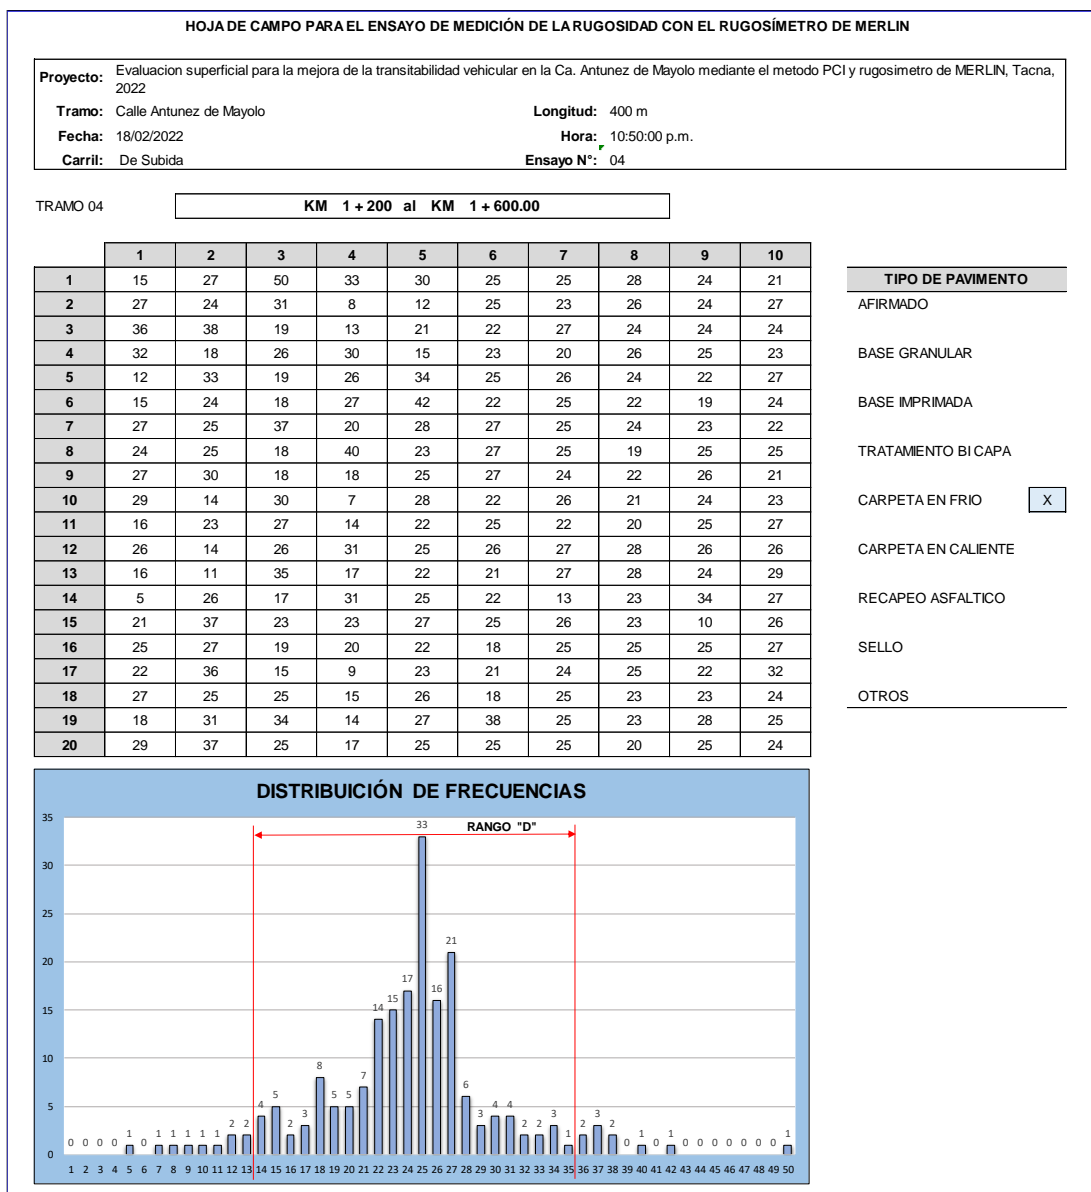 HOJA DE CAMPO PARA EL ENSAYO DE MEDICIÓN DE LA RUGOSIDAD CON EL RUGOSÍMETRO DE MERLIN
Proyecto: Evaluacion superficial para la mejora de la transitabilidad vehicular en la Ca. Antunez de Mayolo mediante el metodo PCI y rugosimetro de MERLIN, Tacna,
2022
Tramo: Calle Antunez de Mayolo Longitud: 400 m
Fecha: 18/02/2022 Hora: 10:50:00 p.m.
Carril: De Subida Ensayo N°: 04
TRAMO 04 KM 1 + 200 al KM 1 + 600.00
1 2 3 4 5 6 7 8 9 10
1 15 27 50 33 30 25 25 28 24 21
2 27 24 31 8 12 25 23 26 24 27
3 36 38 19 13 21 22 27 24 24 24
4 32 18 26 30 15 23 20 26 25 23
5 12 33 19 26 34 25 26 24 22 27
6 15 24 18 27 42 22 25 22 19 24
7 27 25 37 20 28 27 25 24 23 22
8 24 25 18 40 23 27 25 19 25 25
9 27 30 18 18 25 27 24 22 26 21
10 29 14 30 7 28 22 26 21 24 23
11 16 23 27 14 22 25 22 20 25 27
12 26 14 26 31 25 26 27 28 26 26
13 16 11 35 17 22 21 27 28 24 29
14 5 26 17 31 25 22 13 23 34 27
15 21 37 23 23 27 25 26 23 10 26
16 25 27 19 20 22 18 25 25 25 27
17 22 36 15 9 23 21 24 25 22 32
18 27 25 25 15 26 18 25 23 23 24
19 18 31 34 14 27 38 25 23 28 25
20 29 37 25 17 25 25 25 20 25 24
TIPO DE PAVIMENTO
AFIRMADO
BASE GRANULAR
BASE IMPRIMADA
TRATAMIENTO BI CAPA
CARPETA EN FRIO X
CARPETA EN CALIENTE
RECAPEO ASFALTICO
SELLO
OTROS
DISTRIBUICIÓN DE FRECUENCIAS
RANGO "D"
35
30
25
20
15
10
5
0
0 0 0 0 1 0 1 1 1 1 1 2 2 4 5 2 3 8 5 5 7 14 15 17 33 16 21 6 3 4 4 2 2 3 1 2 3 2 0 1 0 1 0 0 0 0 0 0 0 1
1 2 3 4 5 6 7 8 9 10 11 12 13 14 15 16 17 18 19 20 21 22 23 24 25 26 27 28 29 30 31 32 33 34 35 36 37 38 39 40 41 42 43 44 45 46 47 48 49 50